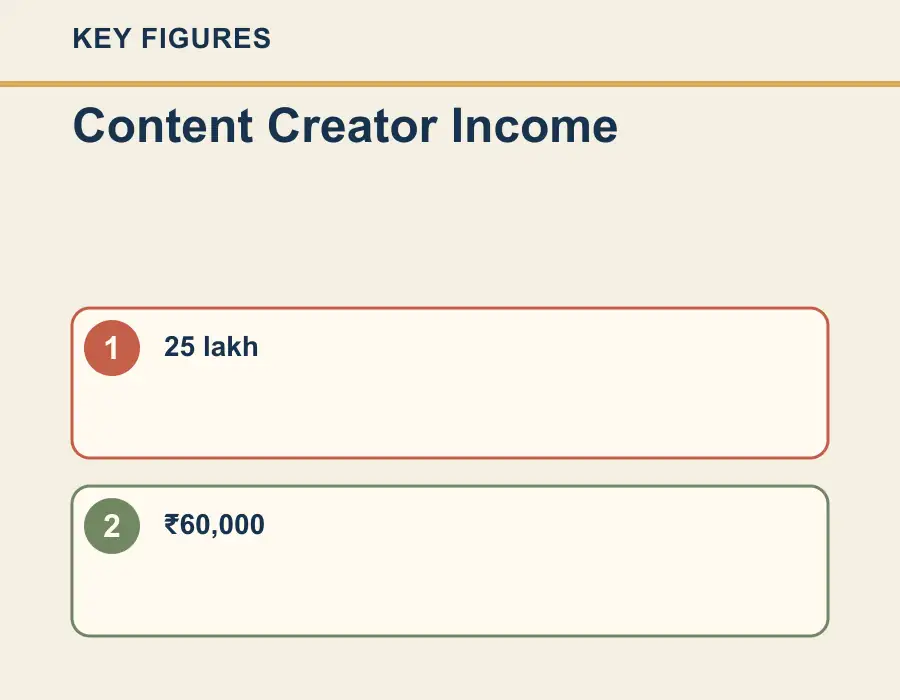 KEY FIGURES
Content Creator Income
1
25 lakh
2
₹60,000